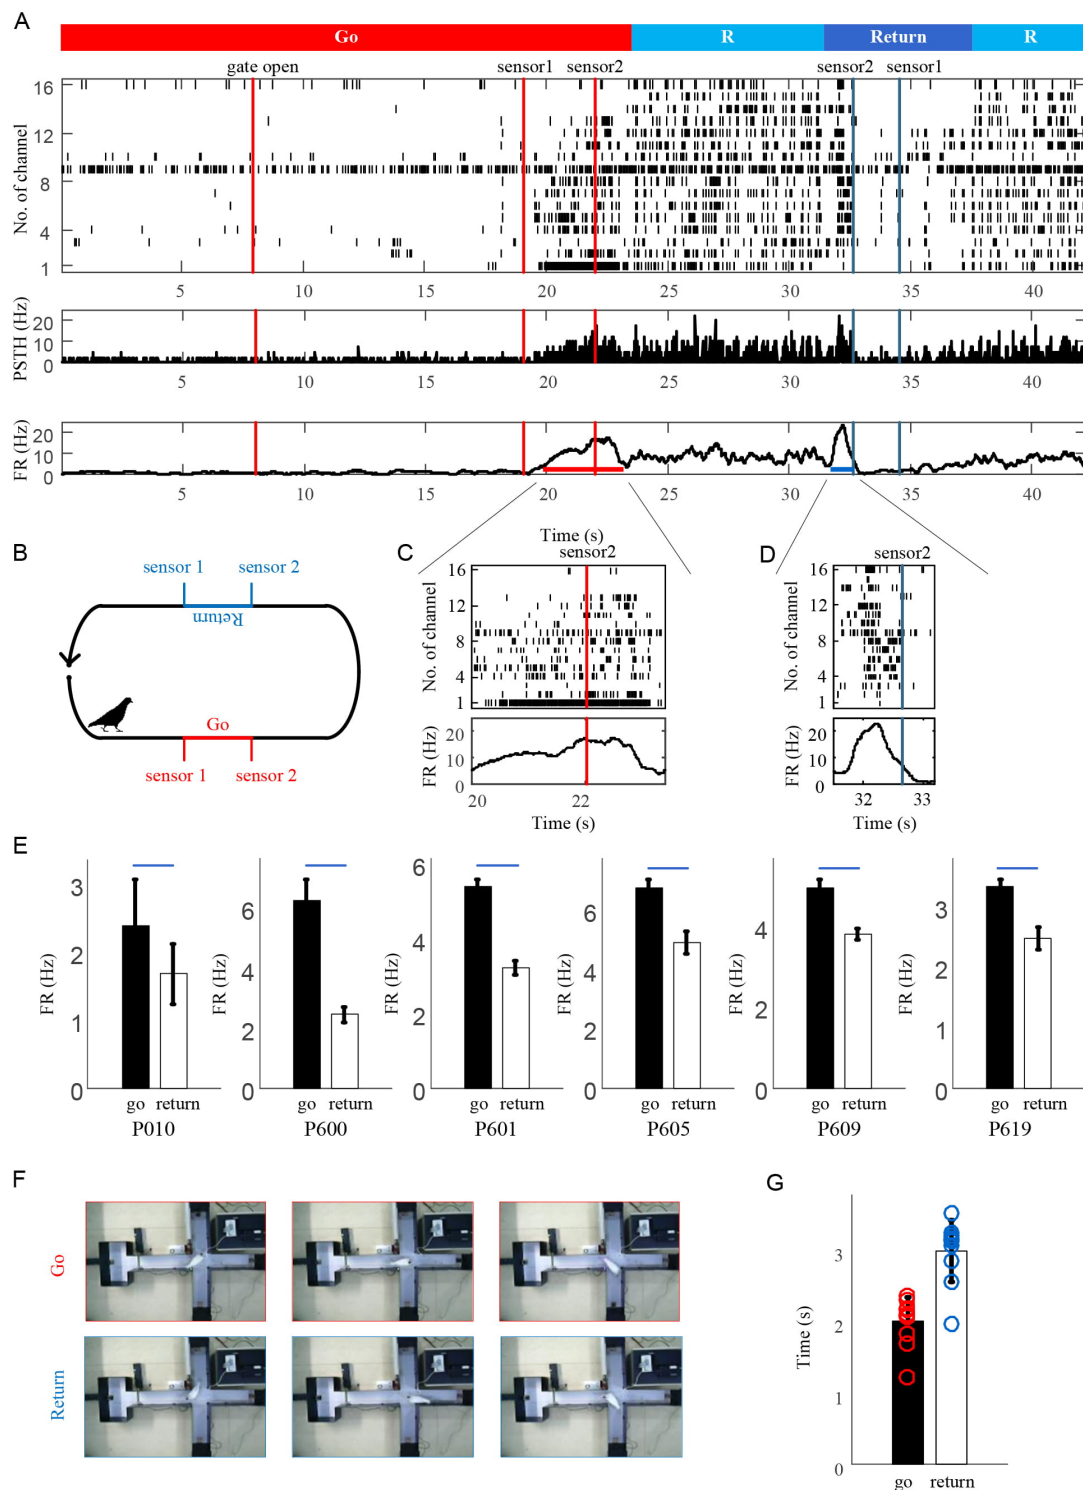 A
Go R Return R
gate open sensor1 sensor2 sensor2 sensor1
No. of channel
16
12
8
4
1
5 10 15 20 25 30 35 40
PSTH (Hz)
20
10
0
5 10 15 20 25 30 35 40
FR (Hz)
20
10
0
5 10 15 20 25 30 35 40
Time (s)
B
sensor 1 sensor 2
Return
Go
sensor 1 sensor 2
C
sensor2
No. of channel
16
12
8
4
1
FR (Hz)
20
10
0
20 22
Time (s)
D
sensor2
No. of channel
16
12
8
4
1
FR (Hz)
20
10
0
32 33
Time (s)
E
FR (Hz)
3
2
1
0
go return
P010
FR (Hz)
6
4
2
0
go return
P600
FR (Hz)
6
4
2
0
go return
P601
FR (Hz)
6
4
2
0
go return
P605
FR (Hz)
4
2
0
go return
P609
FR (Hz)
3
2
1
0
go return
P619
F
Go
Return
G
Time (s)
3
2
1
0
go return